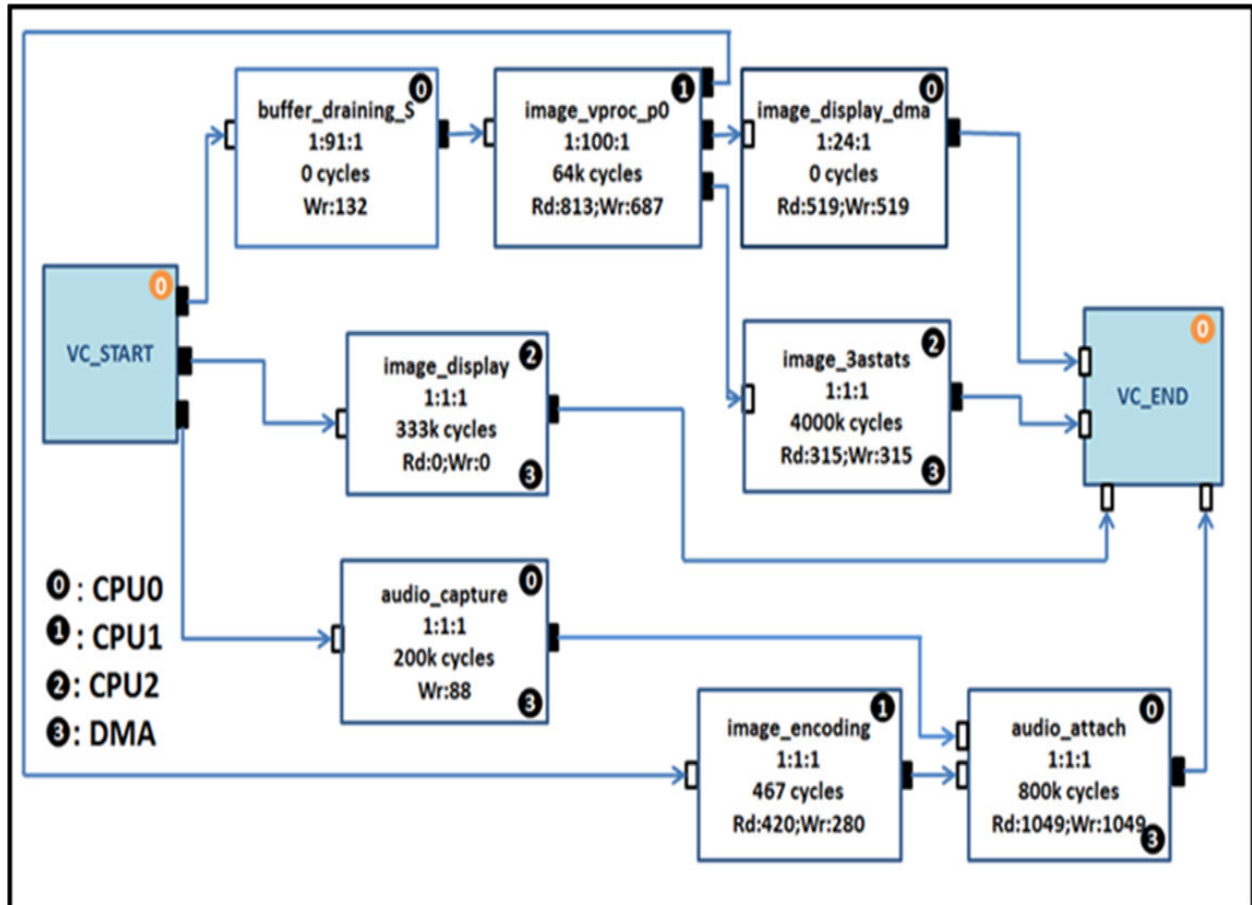 0
buffer_draining_S
1:91:1
0 cycles
Wr:132
1
image_vproc_p0
1:100:1
64k cycles
Rd:813;Wr:687
0
image_display_dma
1:24:1
0 cycles
Rd:519;Wr:519
0
VC_START
2
image_display
1:1:1
333k cycles
Rd:0;Wr:0
3
2
image_3astats
1:1:1
4000k cycles
Rd:315;Wr:315
3
0
VC_END
0
audio_capture
1:1:1
200k cycles
Wr:88
3
0 : CPU0
1 : CPU1
2 : CPU2
3 : DMA
1
image_encoding
1:1:1
467 cycles
Rd:420;Wr:280
0
audio_attach
1:1:1
800k cycles
Rd:1049;Wr:1049
3